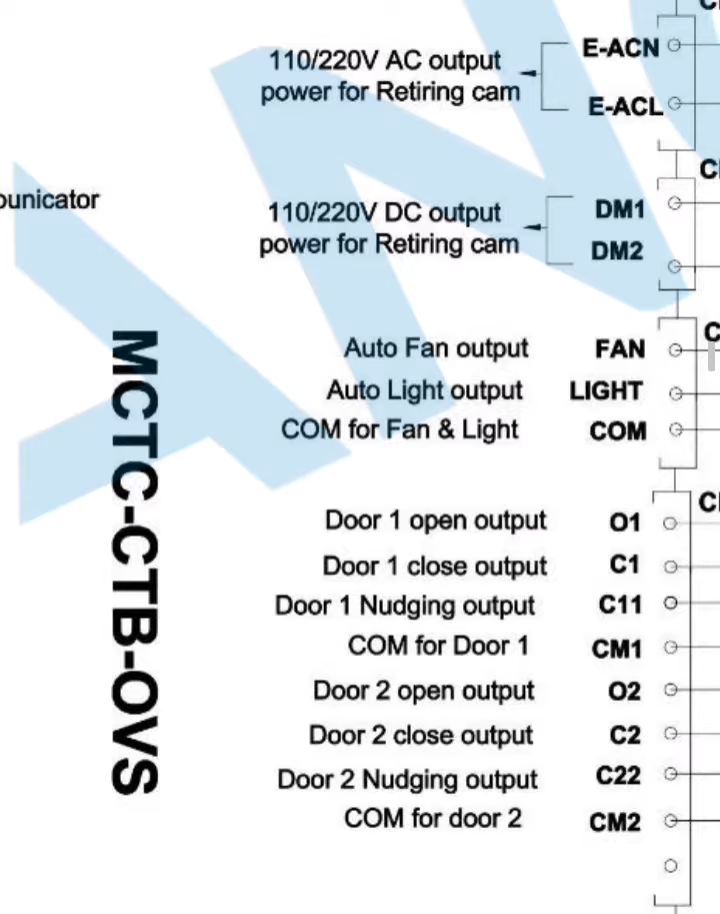 110/220V AC output
power for Retiring cam
E-ACN
E-ACL
110/220V DC output
power for Retiring cam
DM1
DM2
Auto Fan output FAN
Auto Light output LIGHT
COM for Fan & Light COM
Door 1 open output O1
Door 1 close output C1
Door 1 Nudging output C11
COM for Door 1 CM1
Door 2 open output O2
Door 2 close output C2
Door 2 Nudging output C22
COM for door 2 CM2
MCTC-CTB-OVS